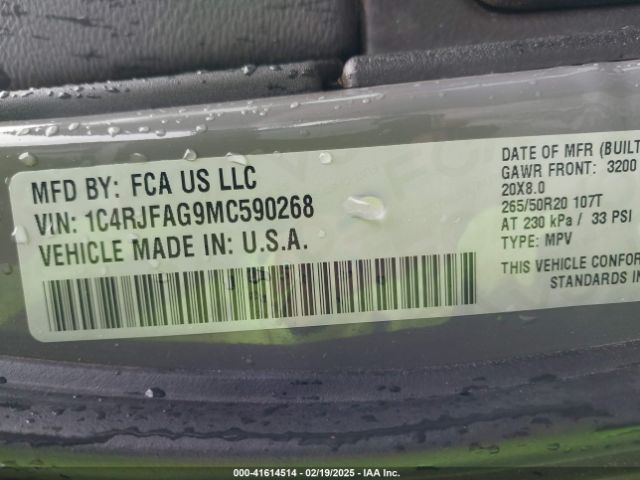 MFD BY: FCA US LLC
VIN: 1C4RJFAG9MC590268
VEHICLE MADE IN: U.S.A.
DATE OF MFR (BUILT
GAWR FRONT: 3200
20X8.0
265/50R20 107T
AT 230 kPa / 33 PSI
TYPE: MPV
THIS VEHICLE CONFOR
STANDARDS IN
000-41614514 - 02/19/2025 - IAA Inc.